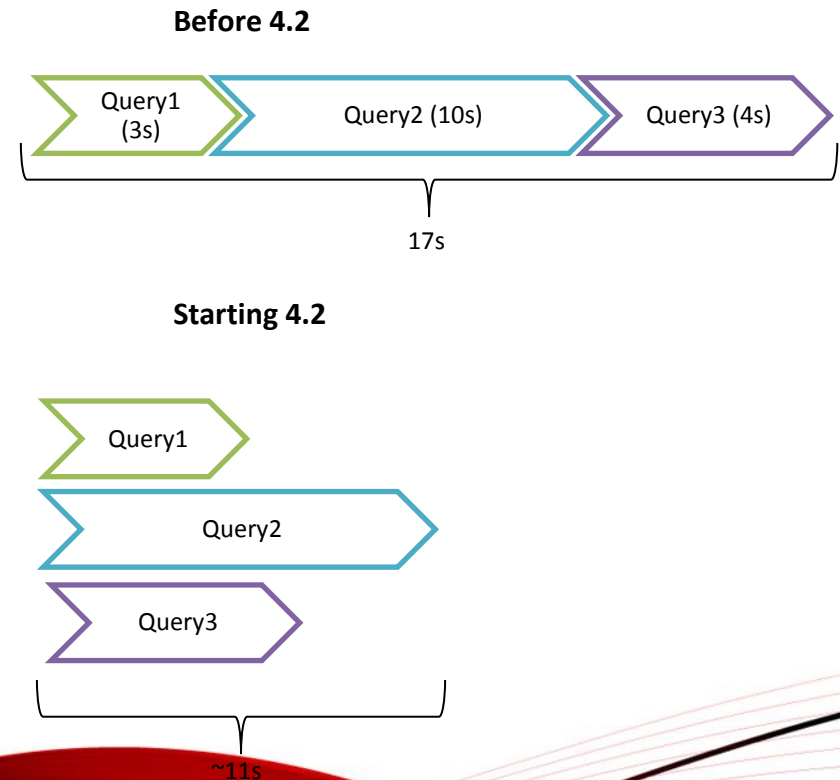 Before 4.2
Query1
(3s)
Query2 (10s)
Query3 (4s)
17s
Starting 4.2
Query1
Query2
Query3
~11s